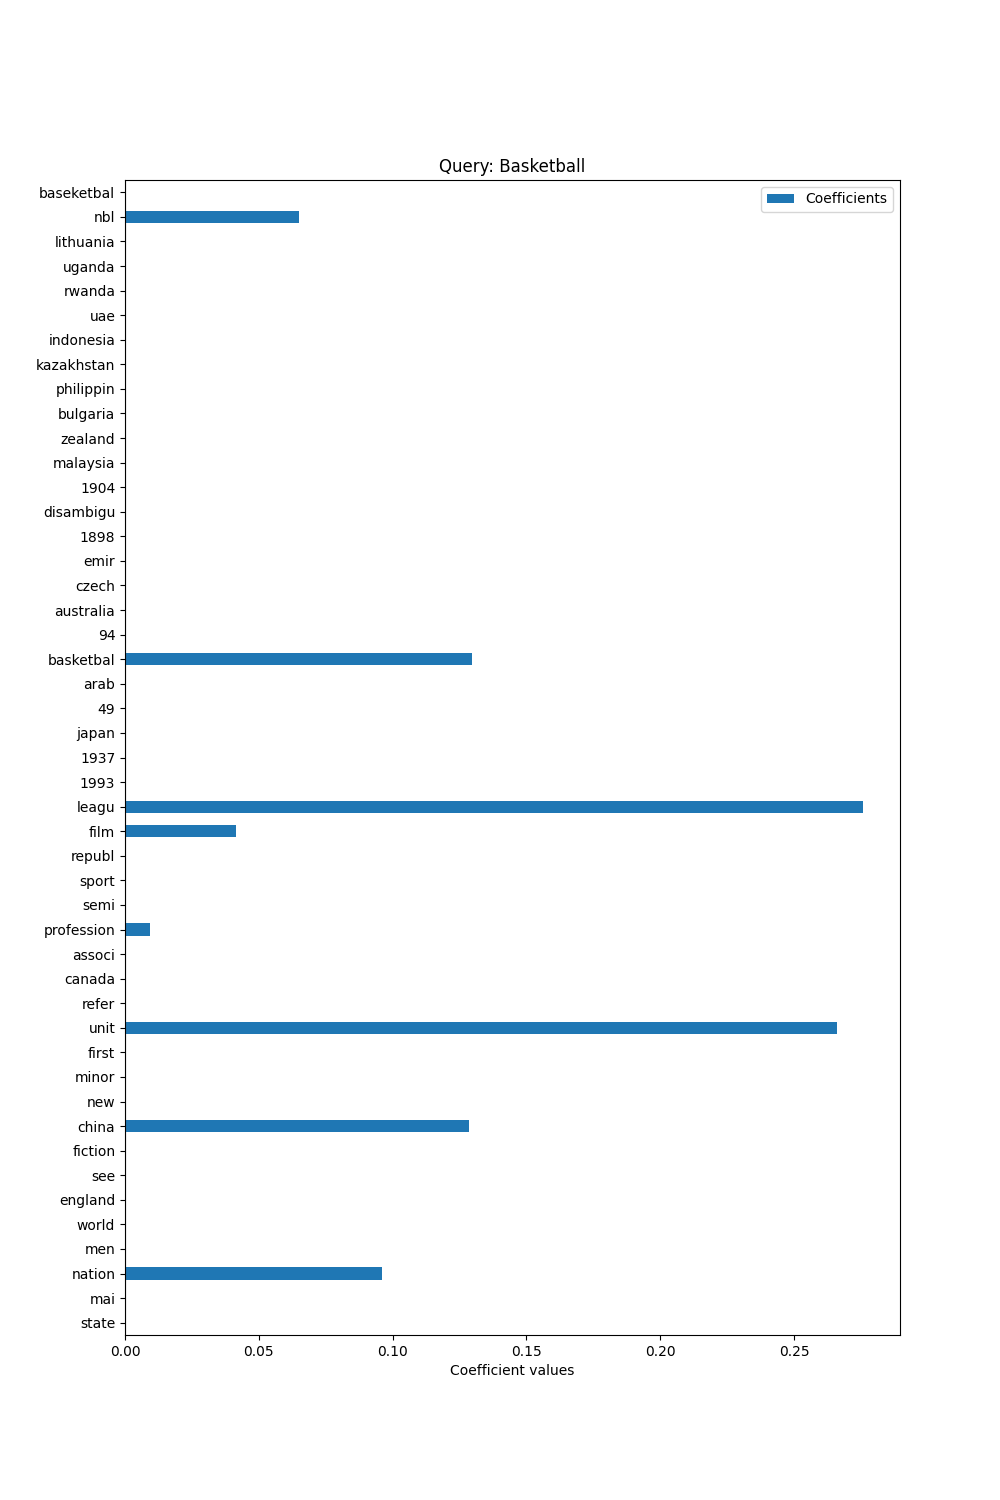 Query: Basketball
Coefficients
baseketbal
nbl
lithuania
uganda
rwanda
uae
indonesia
kazakhstan
philippin
bulgaria
zealand
malaysia
1904
disambigu
1898
emir
czech
australia
94
basketbal
arab
49
japan
1937
1993
leagu
film
republ
sport
semi
profession
associ
canada
refer
unit
first
minor
new
china
fiction
see
england
world
men
nation
mai
state
0.00 0.05 0.10 0.15 0.20 0.25
Coefficient values